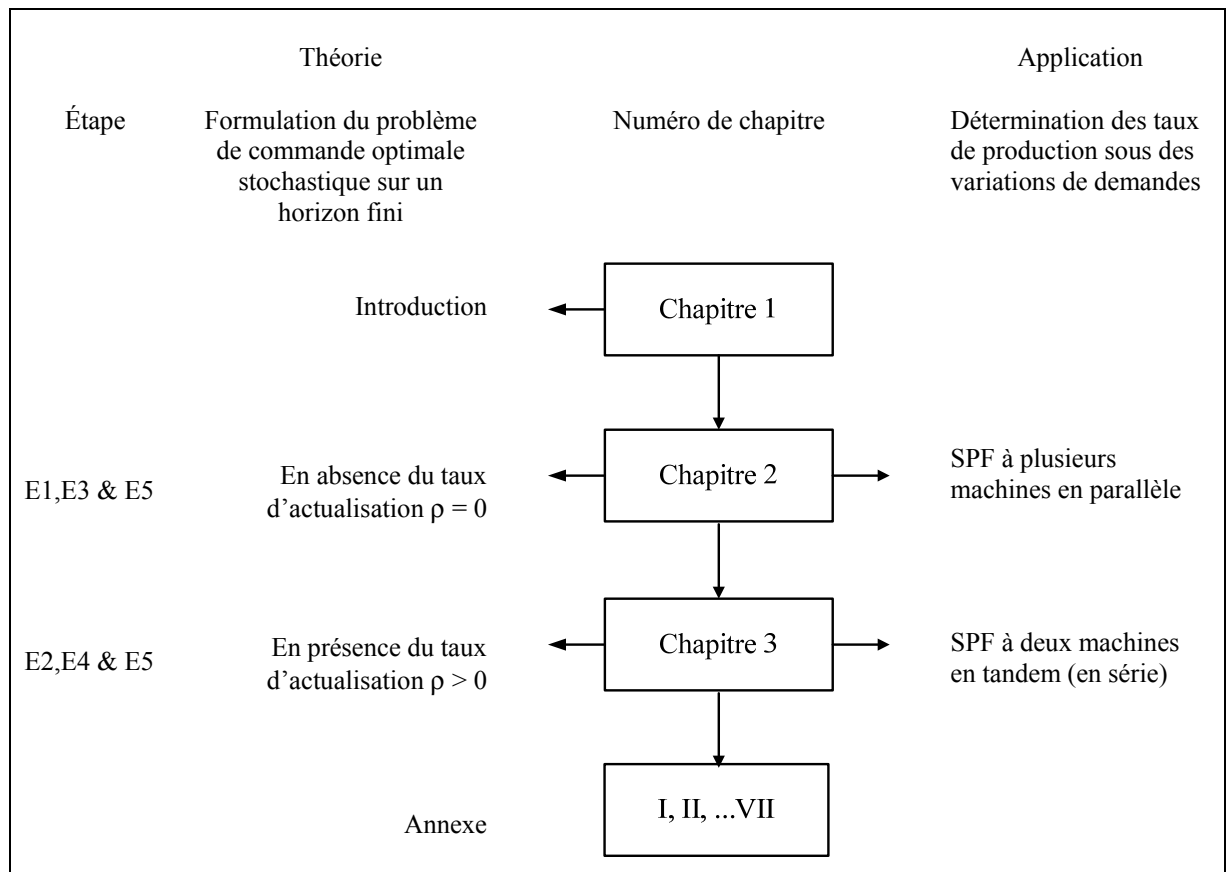 Théorie
Application
Étape
Formulation du problème
de commande optimale
stochastique sur un
horizon fini
Numéro de chapitre
Détermination des taux
de production sous des
variations de demandes
Introduction
Chapitre 1
E1,E3 & E5
En absence du taux
d’actualisation ρ = 0
Chapitre 2
SPF à plusieurs
machines en parallèle
E2,E4 & E5
En présence du taux
d’actualisation ρ > 0
Chapitre 3
SPF à deux machines
en tandem (en série)
Annexe
I, II, ...VII